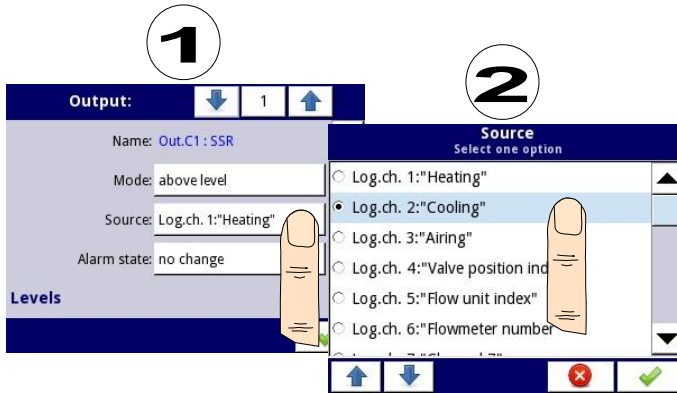 1
Output: 1
Name: Out.C1 : SSR
Mode: above level
Source: Log.ch. 1:"Heating"
Alarm state: no change
Levels
2
Source
Select one option
Log.ch. 1:"Heating"
Log.ch. 2:"Cooling"
Log.ch. 3:"Airing"
Log.ch. 4:"Valve position ind
Log.ch. 5:"Flow unit index"
Log.ch. 6:"Flowmeter number